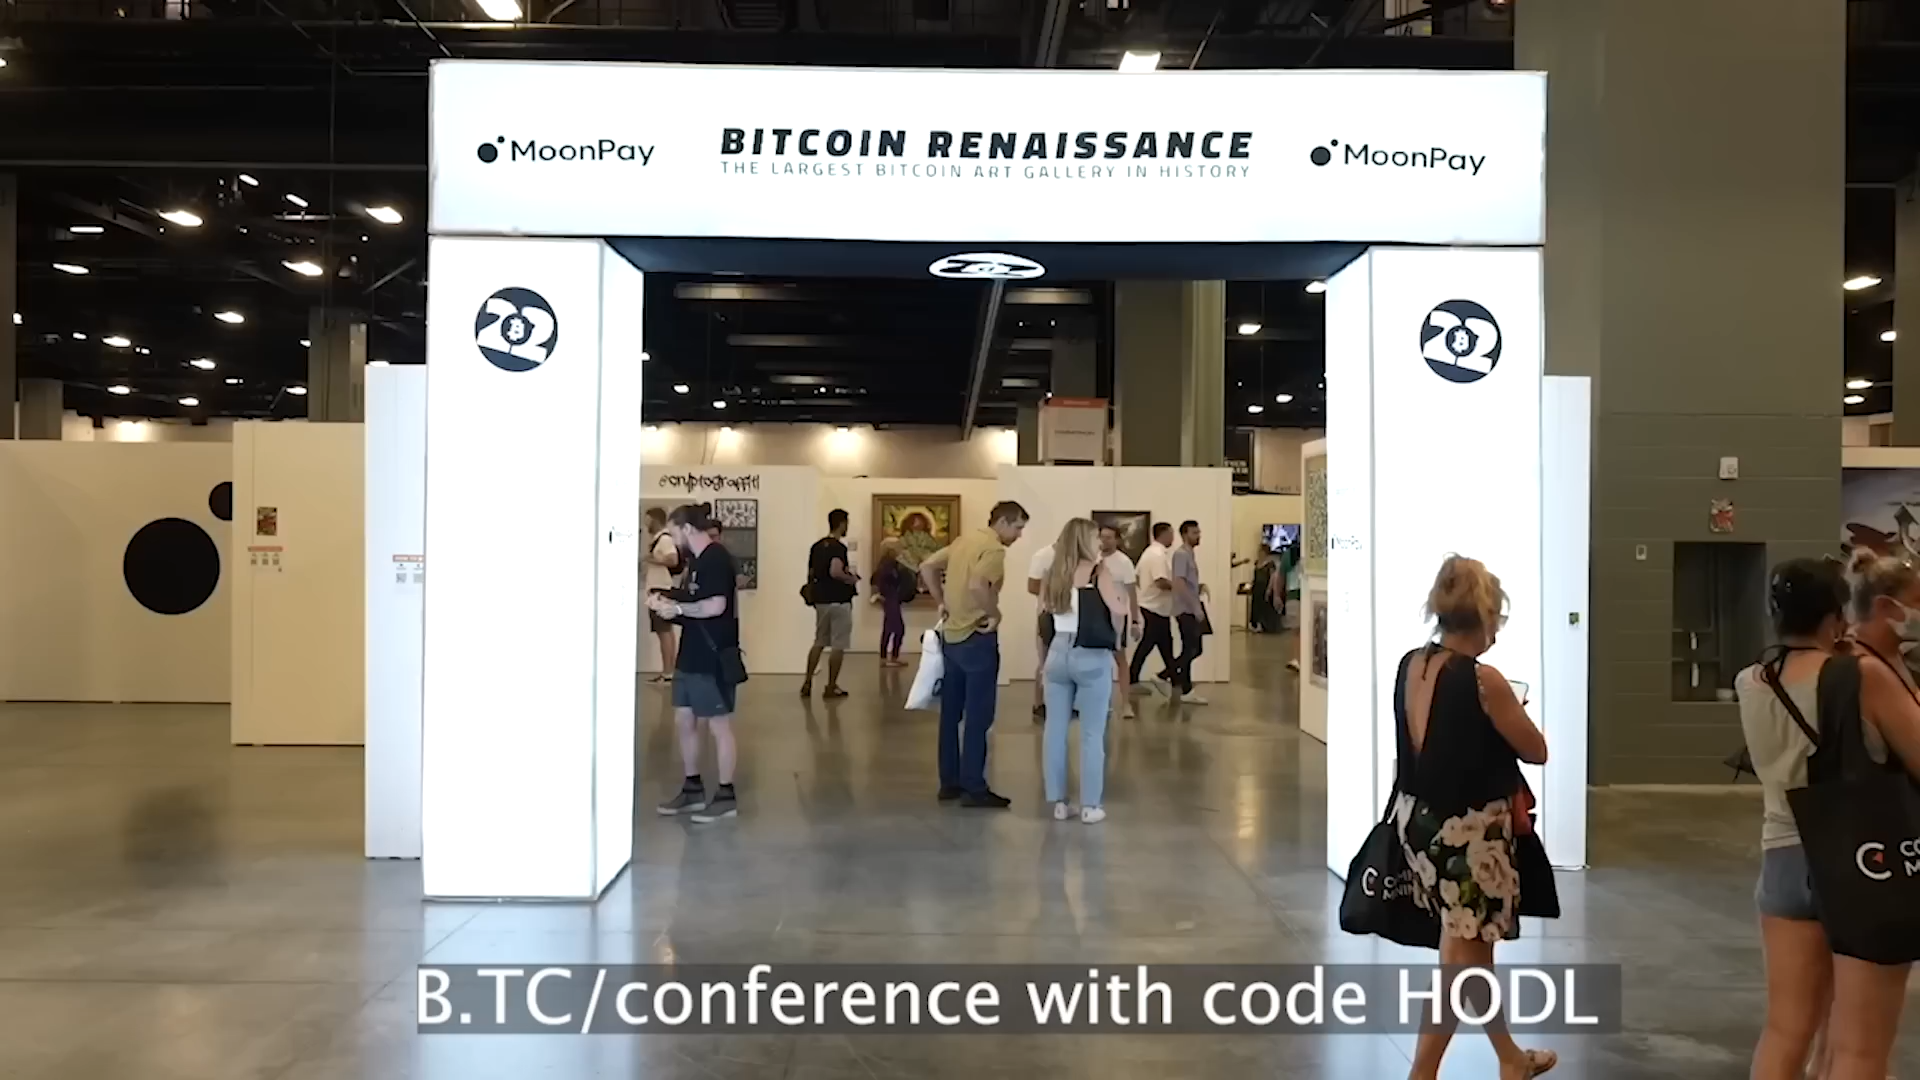 MoonPay
BITCOIN RENAISSANCE
THE LARGEST BITCOIN ART GALLERY IN HISTORY
MoonPay
22
22
@cryptograffiti
B.TC/conference with code HODL